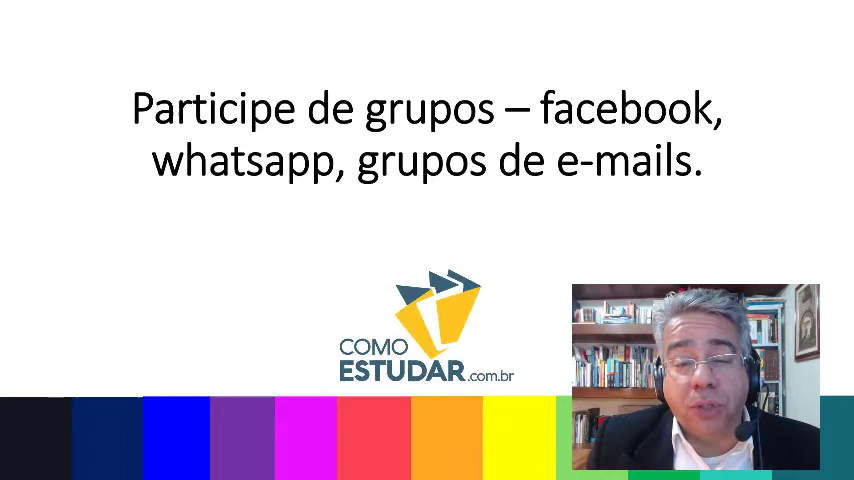 Participe de grupos – facebook,
whatsapp, grupos de e-mails.
COMO
ESTUDAR.com.br